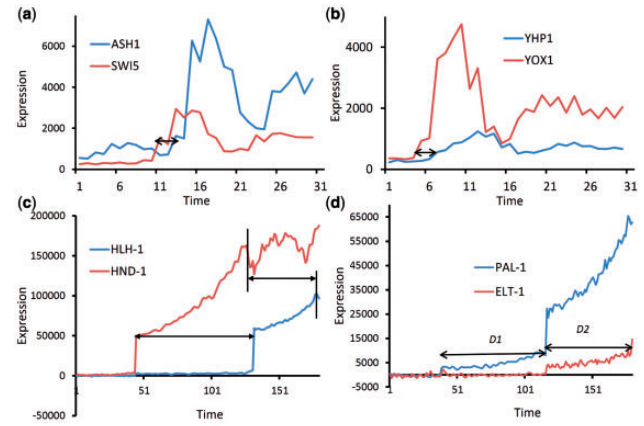 (a)
ASH1
SWI5
6000
4000
2000
0
Expression
1 6 11 16 21 26 31
Time
(b)
YHP1
YOX1
4000
2000
0
Expression
1 6 11 16 21 26 31
Time
(c)
HLH-1
HND-1
200000
150000
100000
50000
0
-50000
Expression
1 51 101 151
Time
(d)
PAL-1
ELT-1
65000
55000
45000
35000
25000
15000
5000
-5000
Expression
D1
D2
1 51 101 151
Time